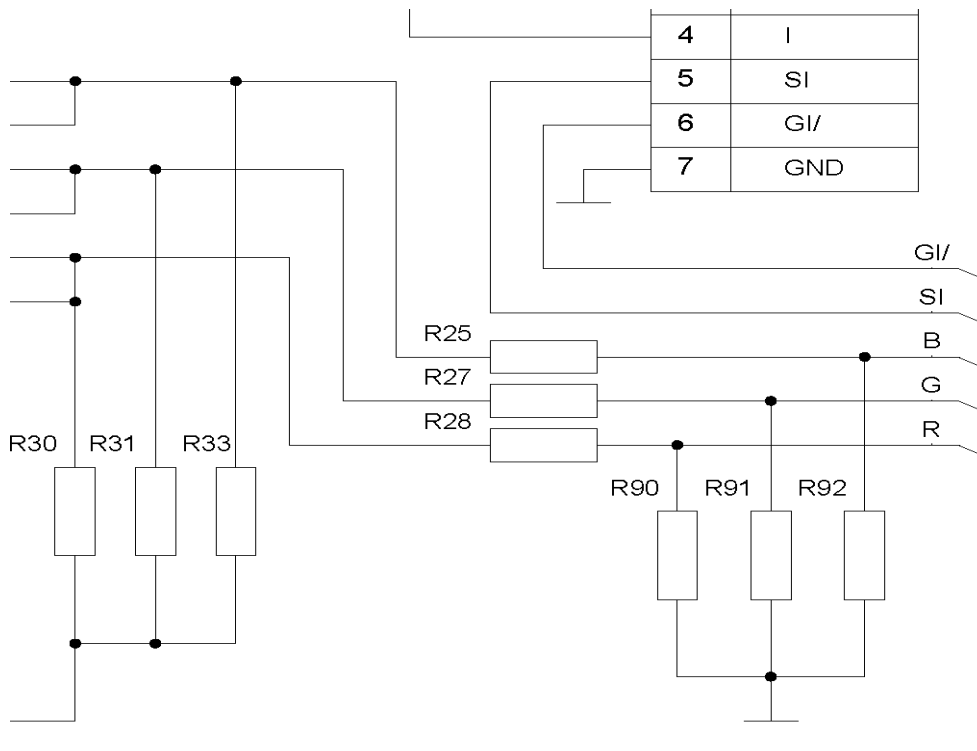 4 I
5 SI
6 GI/
7 GND
GI/
SI
R25 B
R27 G
R28 R
R30 R31 R33
R90 R91 R92